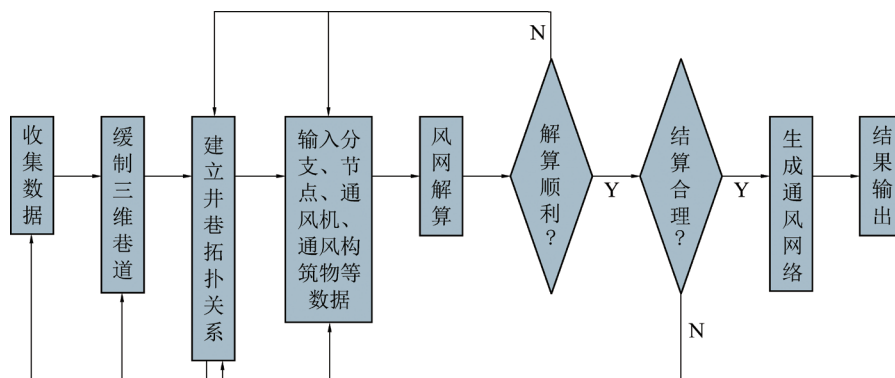 N
收集数据
缓制三维巷道
建立井巷拓扑关系
输入分
支、节
点、通
风机、
通风构
筑物等
数据
风网解算
解算顺利？
Y
结算合理？
Y
生成通风网络
结果输出
N